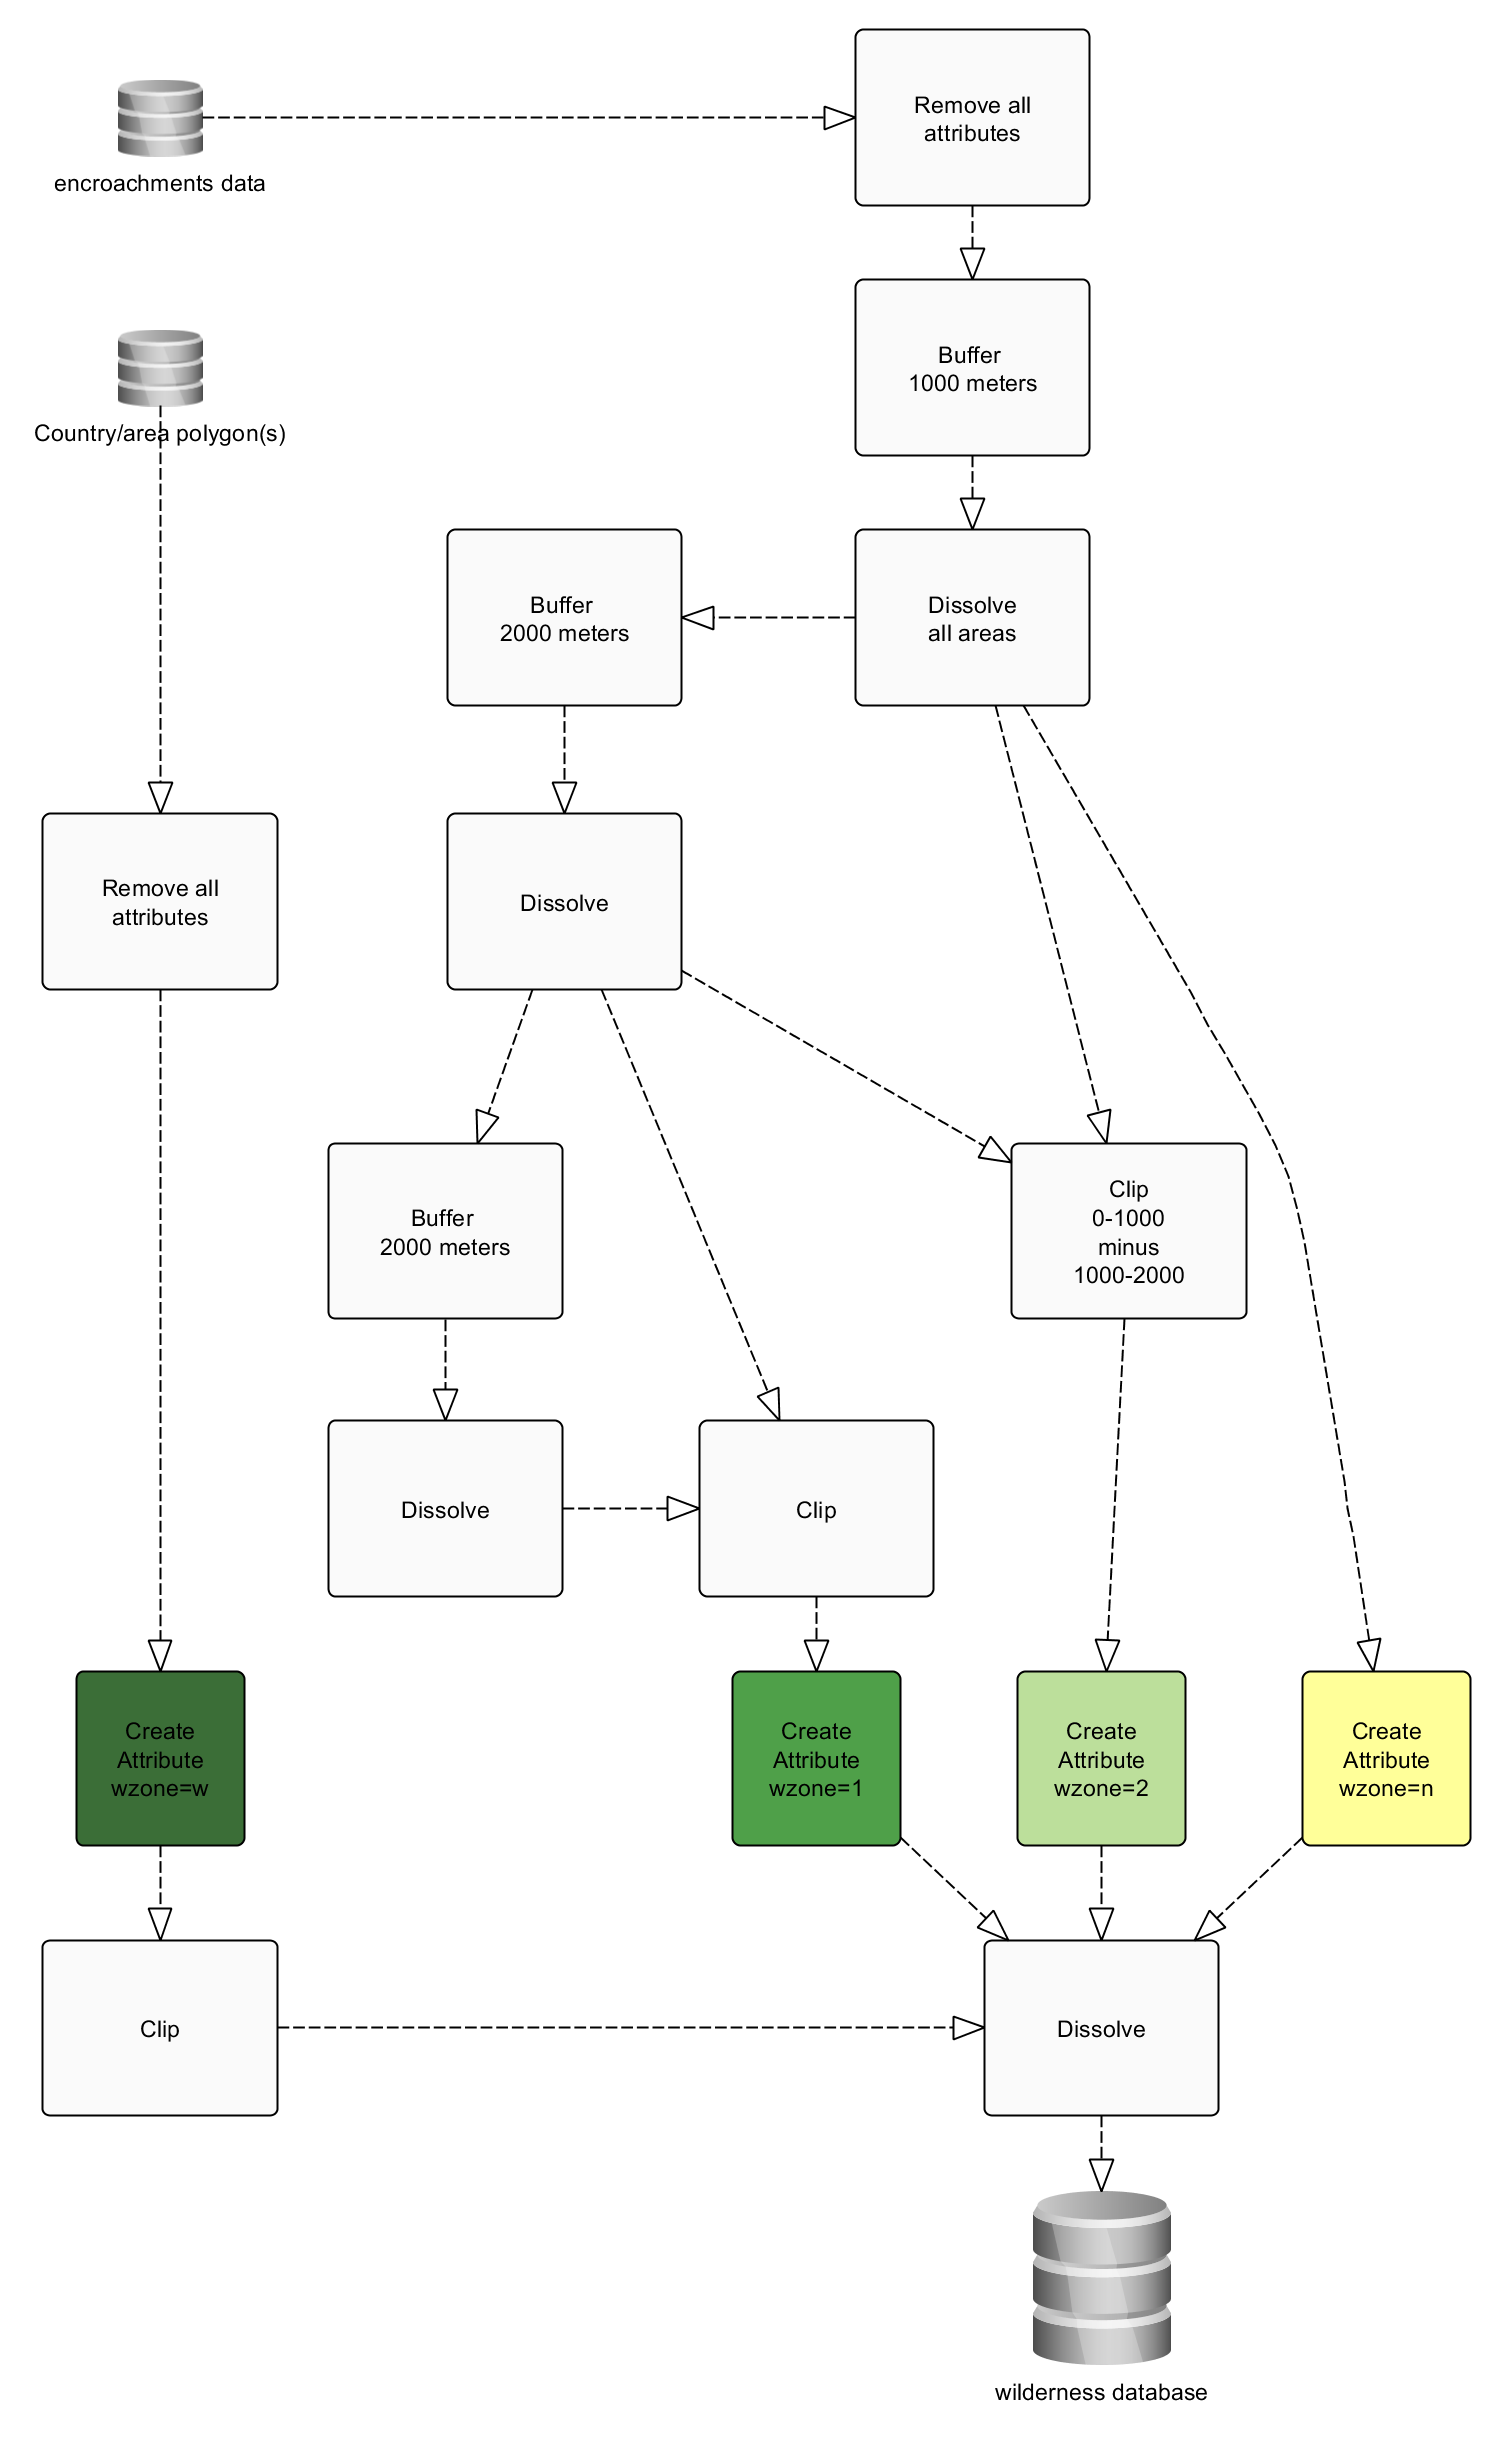 Remove all
attributes
encroachments data
Buffer
1000 meters
Country/area polygon(s)
Buffer
2000 meters
Dissolve
all areas
Remove all
attributes
Dissolve
Buffer
2000 meters
Clip
0-1000
minus
1000-2000
Dissolve
Clip
Create
Attribute
wzone=w
Create
Attribute
wzone=1
Create
Attribute
wzone=2
Create
Attribute
wzone=n
Clip
Dissolve
wilderness database